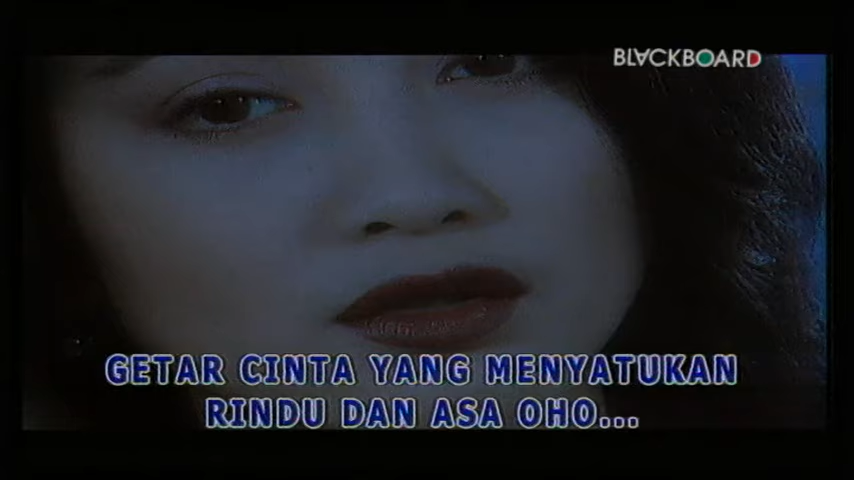 BLACKBOARD
GETAR CINTA YANG MENYATUKAN
RINDU DAN ASA OHO...